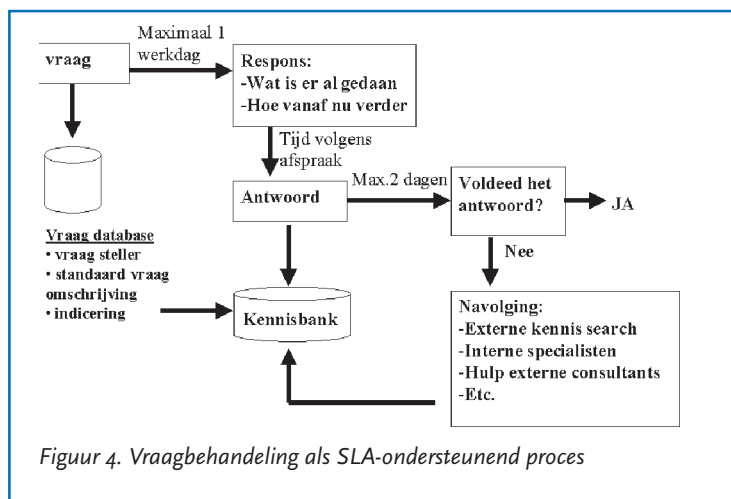 Maximaal 1
werkdag
vraag
Respons:
-Wat is er al gedaan
-Hoe vanaf nu verder
Tijd volgens
afspraak
Antwoord
Max.2 dagen
Voldeed het
antwoord?
JA
Nee
Vraag database
• vraag steller
• standaard vraag
omschrijving
• indicering
Kennisbank
Navolging:
-Externe kennis search
-Interne specialisten
-Hulp externe consultants
-Etc.
Figuur 4. Vraagbehandeling als SLA-ondersteunend proces